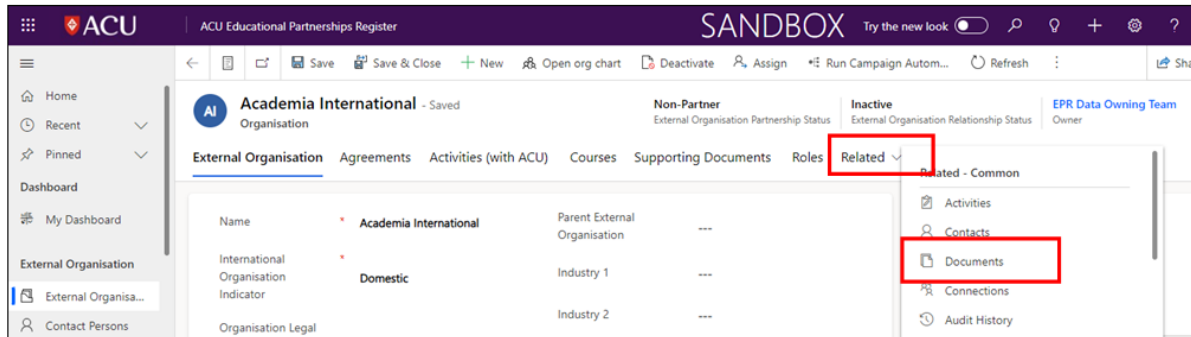 ACU
ACU Educational Partnerships Register
SANDBOX
Try the new look
?
Save
Save & Close
New
Open org chart
Deactivate
Assign
Run Campaign Autom...
Refresh
Sha
Home
Recent
Pinned
Dashboard
My Dashboard
External Organisation
External Organisa...
Contact Persons
AI
Academia International - Saved
Organisation
Non-Partner
External Organisation Partnership Status
Inactive
External Organisation Relationship Status
EPR Data Owning Team
Owner
External Organisation
Agreements
Activities (with ACU)
Courses
Supporting Documents
Roles
Related
Related - Common
Activities
Contacts
Documents
Connections
Audit History
Name
*
Academia International
International
Organisation
Indicator
*
Domestic
Organisation Legal
Parent External
Organisation
---
Industry 1
---
Industry 2
---